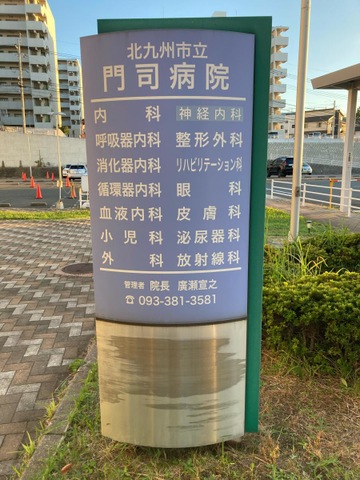 北九州市立
門司病院
内科 神経内科
呼吸器内科 整形外科
消化器内科 リハビリテーション科
循環器内科 眼科
血液内科 皮膚科
小児科 泌尿器科
外科 放射線科
管理者 院長 廣瀬宣之
☎ 093-381-3581